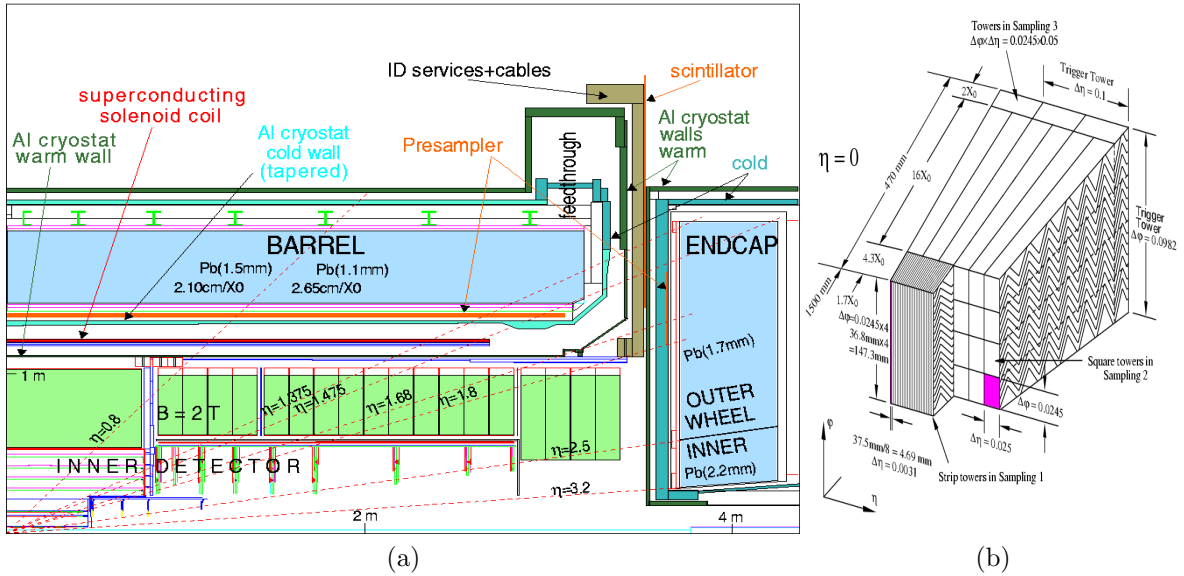 ID services+cables
scintillator
superconducting
solenoid coil
Al cryostat
warm wall
Al cryostat
cold wall
(tapered)
Presampler
feedthrough
Al cryostat
walls
warm
cold
BARREL
Pb(1.5mm)
Pb(1.1mm)
2.10cm/X0
2.65cm/X0
ENDCAP
Pb(1.7mm)
OUTER
WHEEL
INNER
Pb(2.2mm)
1 m
B = 2 T
η=0.8
η=1.375
η=1.475
η=1.68
η=1.8
η=2.5
η=3.2
INNER DETECTOR
2 m
4 m
(a)
Towers in Sampling 3
Δφ×Δη = 0.0245×0.05
Trigger Tower
Δη = 0.1
2X0
η=0
470 mm
16X0
Trigger
Tower
Δφ = 0.0982
4.3X0
1500 mm
1.7X0
Δφ=0.0245x4
36.8mmx4
=147.3mm
Square towers in
Sampling 2
Δφ = 0.0245
Δη = 0.025
37.5mm/8 = 4.69 mm
Δη = 0.0031
Strip towers in Sampling 1
φ
η
(b)